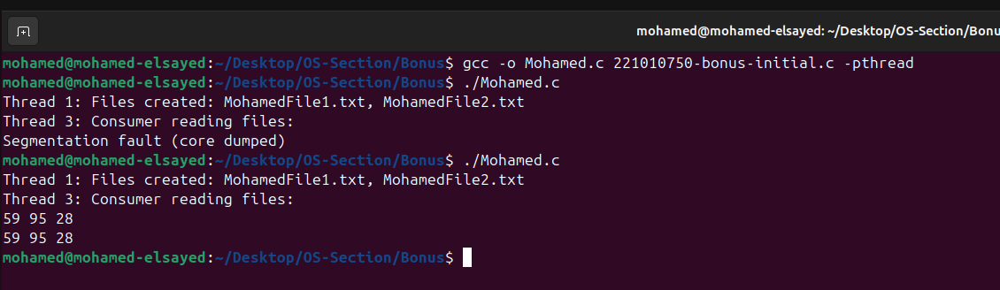 mohamed@mohamed-elsayed: ~/Desktop/OS-Section/Bonu
mohamed@mohamed-elsayed:~/Desktop/OS-Section/Bonus$ gcc -o Mohamed.c 221010750-bonus-initial.c -pthread
mohamed@mohamed-elsayed:~/Desktop/OS-Section/Bonus$ ./Mohamed.c
Thread 1: Files created: MohamedFile1.txt, MohamedFile2.txt
Thread 3: Consumer reading files:
Segmentation fault (core dumped)
mohamed@mohamed-elsayed:~/Desktop/OS-Section/Bonus$ ./Mohamed.c
Thread 1: Files created: MohamedFile1.txt, MohamedFile2.txt
Thread 3: Consumer reading files:
59 95 28
59 95 28
mohamed@mohamed-elsayed:~/Desktop/OS-Section/Bonus$